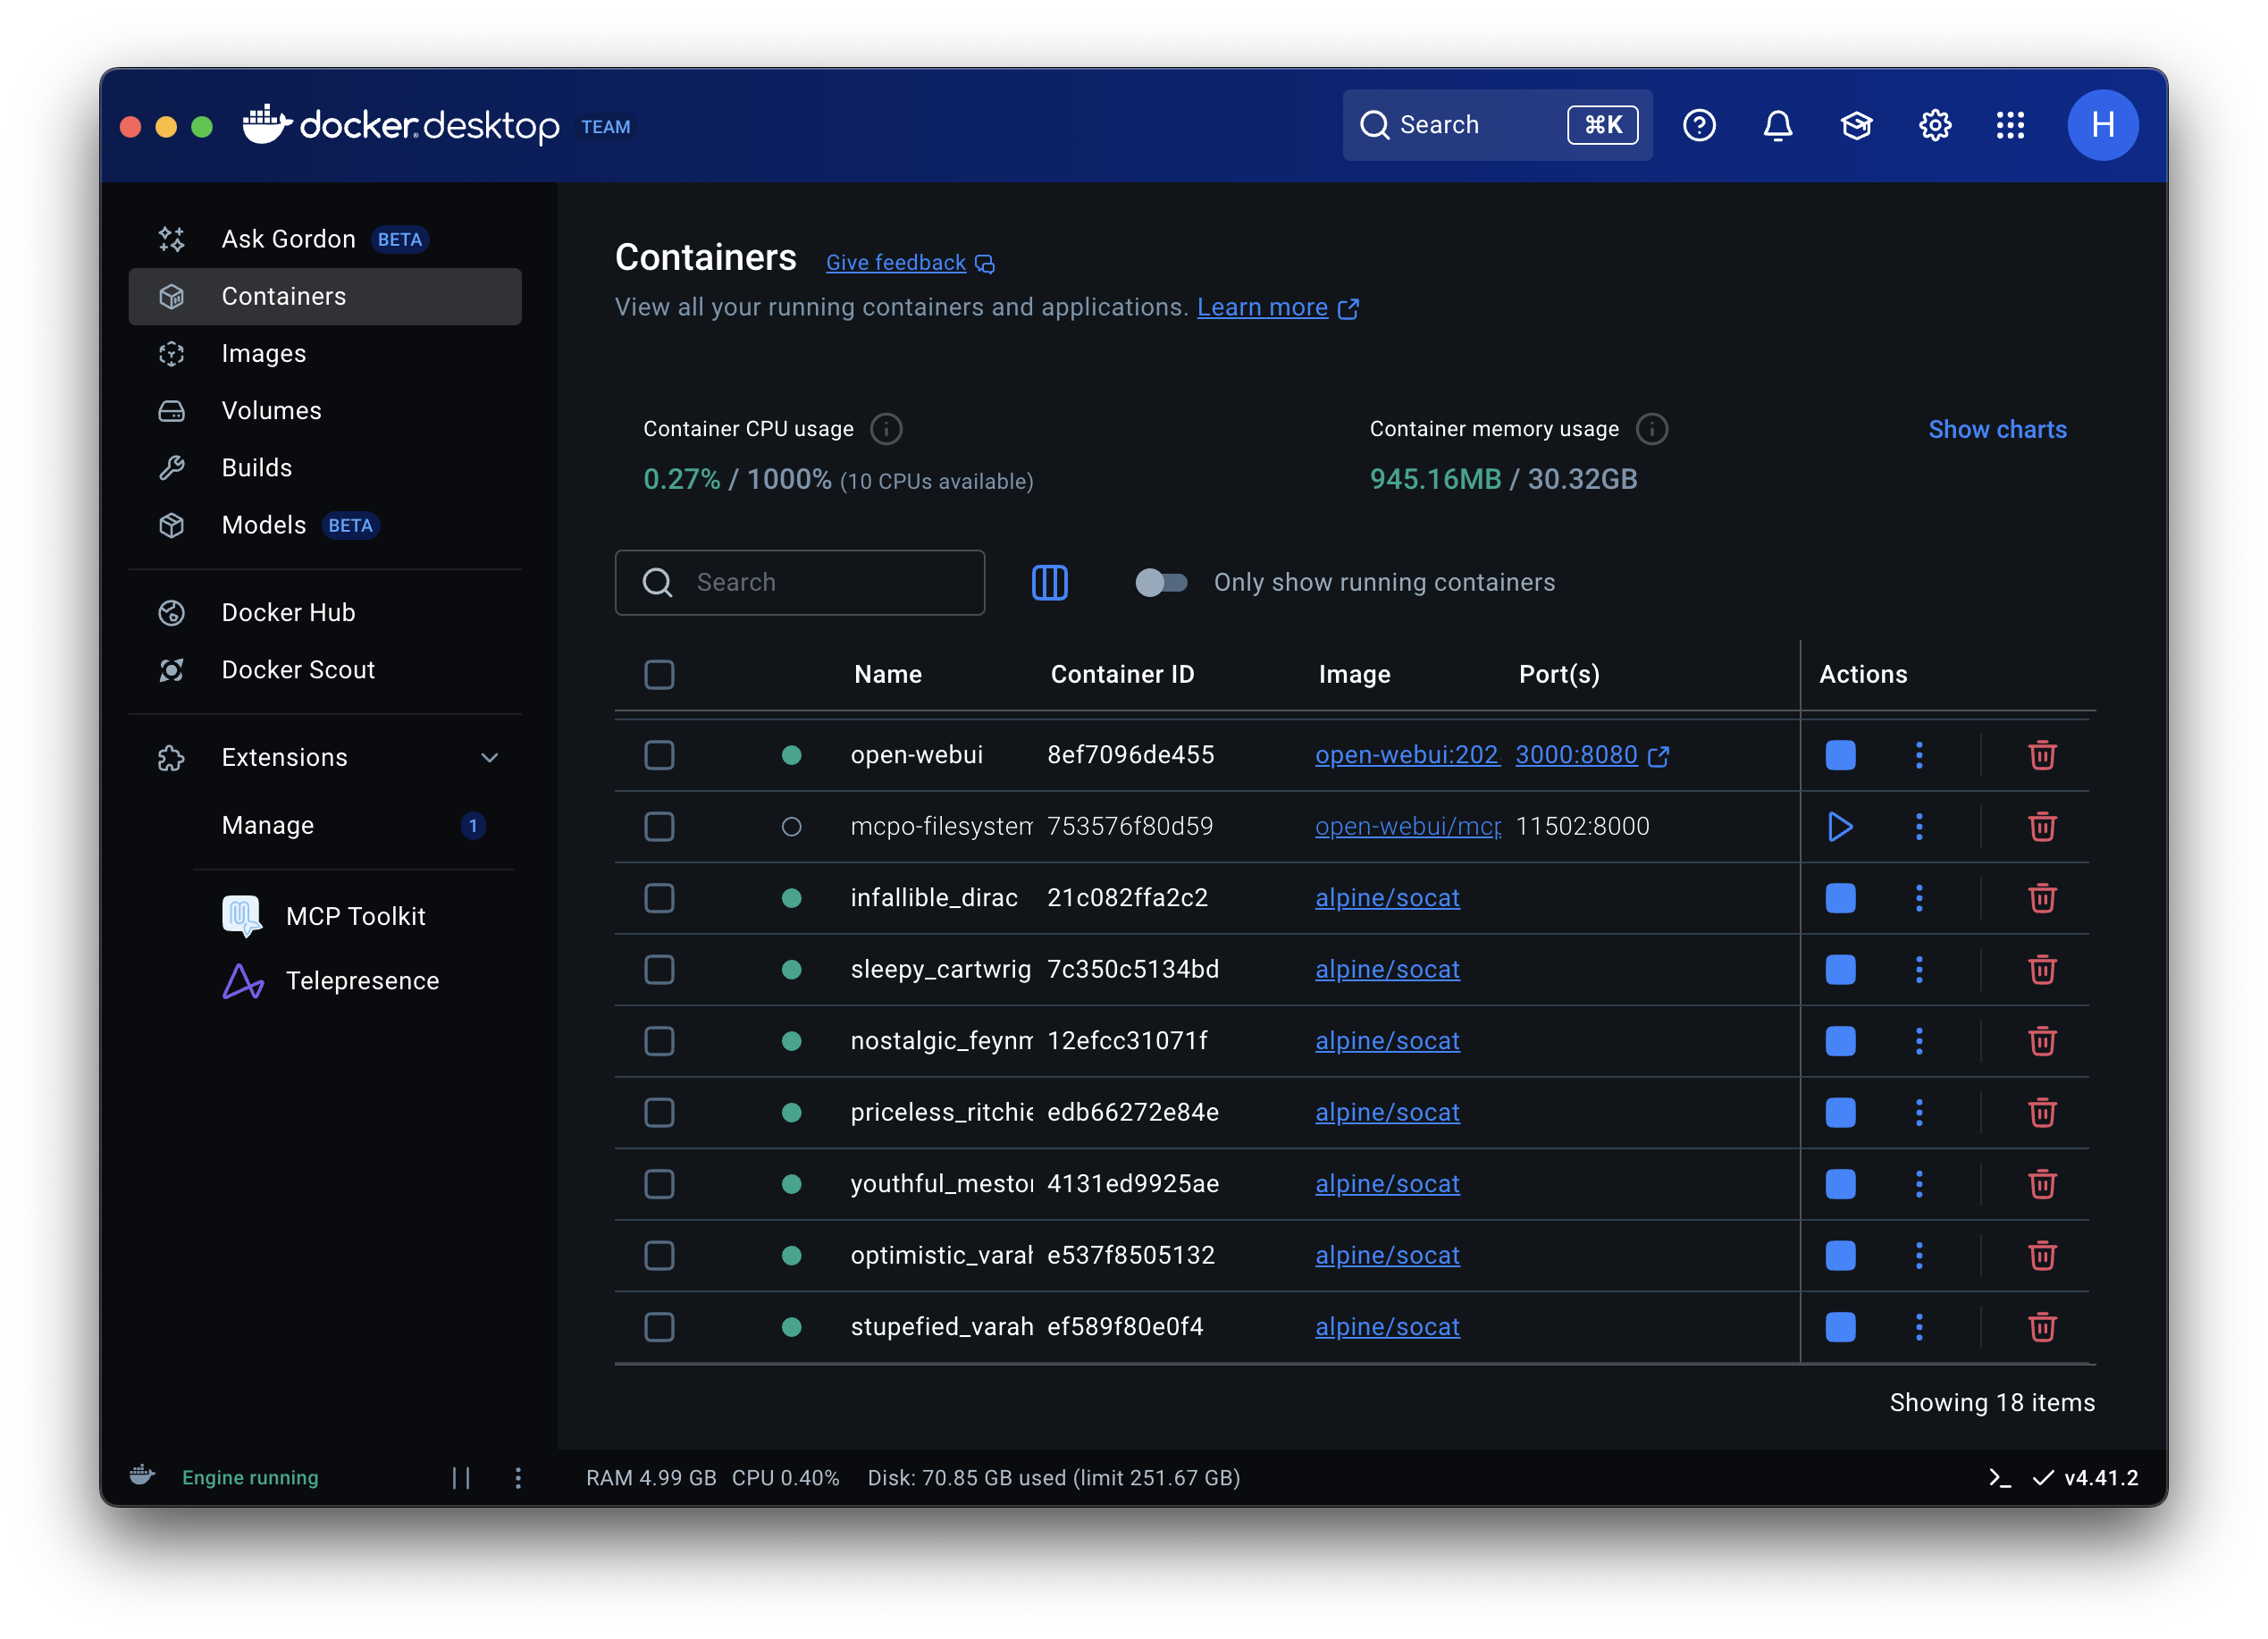 docker desktop TEAM Search ⌘K H
Ask Gordon BETA
Containers
Images
Volumes
Builds
Models BETA
Docker Hub
Docker Scout
Extensions
Manage 1
MCP Toolkit
Telepresence
Containers Give feedback
View all your running containers and applications. Learn more
Container CPU usage
0.27% / 1000% (10 CPUs available)
Container memory usage
945.16MB / 30.32GB
Show charts
Search
Only show running containers
Name Container ID Image Port(s) Actions
open-webui 8ef7096de455 open-webui:202 3000:8080
mcpo-filesystem 753576f80d59 open-webui/mcp 11502:8000
infallible_dirac 21c082ffa2c2 alpine/socat
sleepy_cartwrig 7c350c5134bd alpine/socat
nostalgic_feynm 12efcc31071f alpine/socat
priceless_ritchie edb66272e84e alpine/socat
youthful_mestor 4131ed9925ae alpine/socat
optimistic_varah e537f8505132 alpine/socat
stupefied_varah ef589f80e0f4 alpine/socat
Showing 18 items
Engine running RAM 4.99 GB CPU 0.40% Disk: 70.85 GB used (limit 251.67 GB) v4.41.2